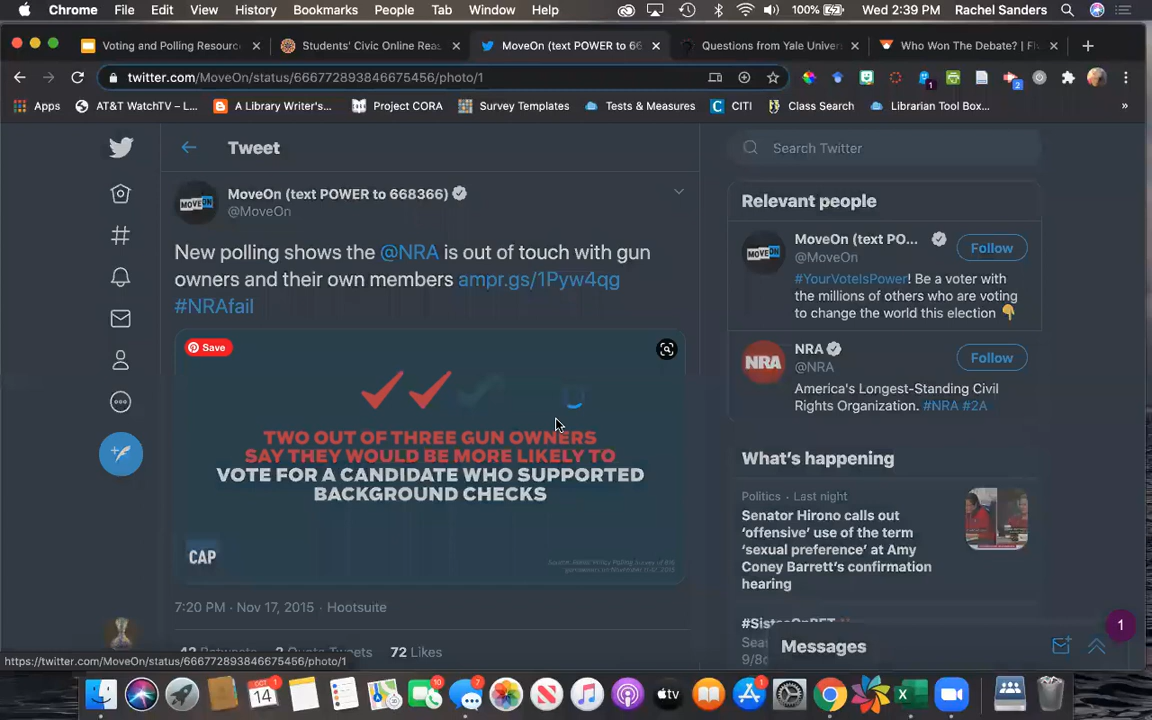 Chrome File Edit View History Bookmarks People Tab Window Help 100% Wed 2:39 PM Rachel Sanders
Voting and Polling Resourc × Students' Civic Online Rea × MoveOn (text POWER to 66 × Questions from Yale Univer × Who Won The Debate? | Fiv × +
twitter.com/MoveOn/status/666772893846675456/photo/1
Apps AT&T WatchTV – L... A Library Writer's... Project CORA Survey Templates Tests & Measures CITI Class Search Librarian Tool Box... »
Tweet
Search Twitter
MoveOn (text POWER to 668366)
@MoveOn
New polling shows the @NRA is out of touch with gun
owners and their own members ampr.gs/1Pyw4qg
#NRAfail
Save
TWO OUT OF THREE GUN OWNERS
SAY THEY WOULD BE MORE LIKELY TO
VOTE FOR A CANDIDATE WHO SUPPORTED
BACKGROUND CHECKS
CAP
7:20 PM · Nov 17, 2015 · Hootsuite
72 Likes
Relevant people
MoveOn (text PO...
@MoveOn
Follow
#YourVoteIsPower! Be a voter with
the millions of others who are voting
to change the world this election
NRA
@NRA
Follow
America's Longest-Standing Civil
Rights Organization. #NRA #2A
What's happening
Politics · Last night
Senator Hirono calls out
'offensive' use of the term
'sexual preference' at Amy
Coney Barrett's confirmation
hearing
Messages
1
https://twitter.com/MoveOn/status/666772893846675456/photo/1